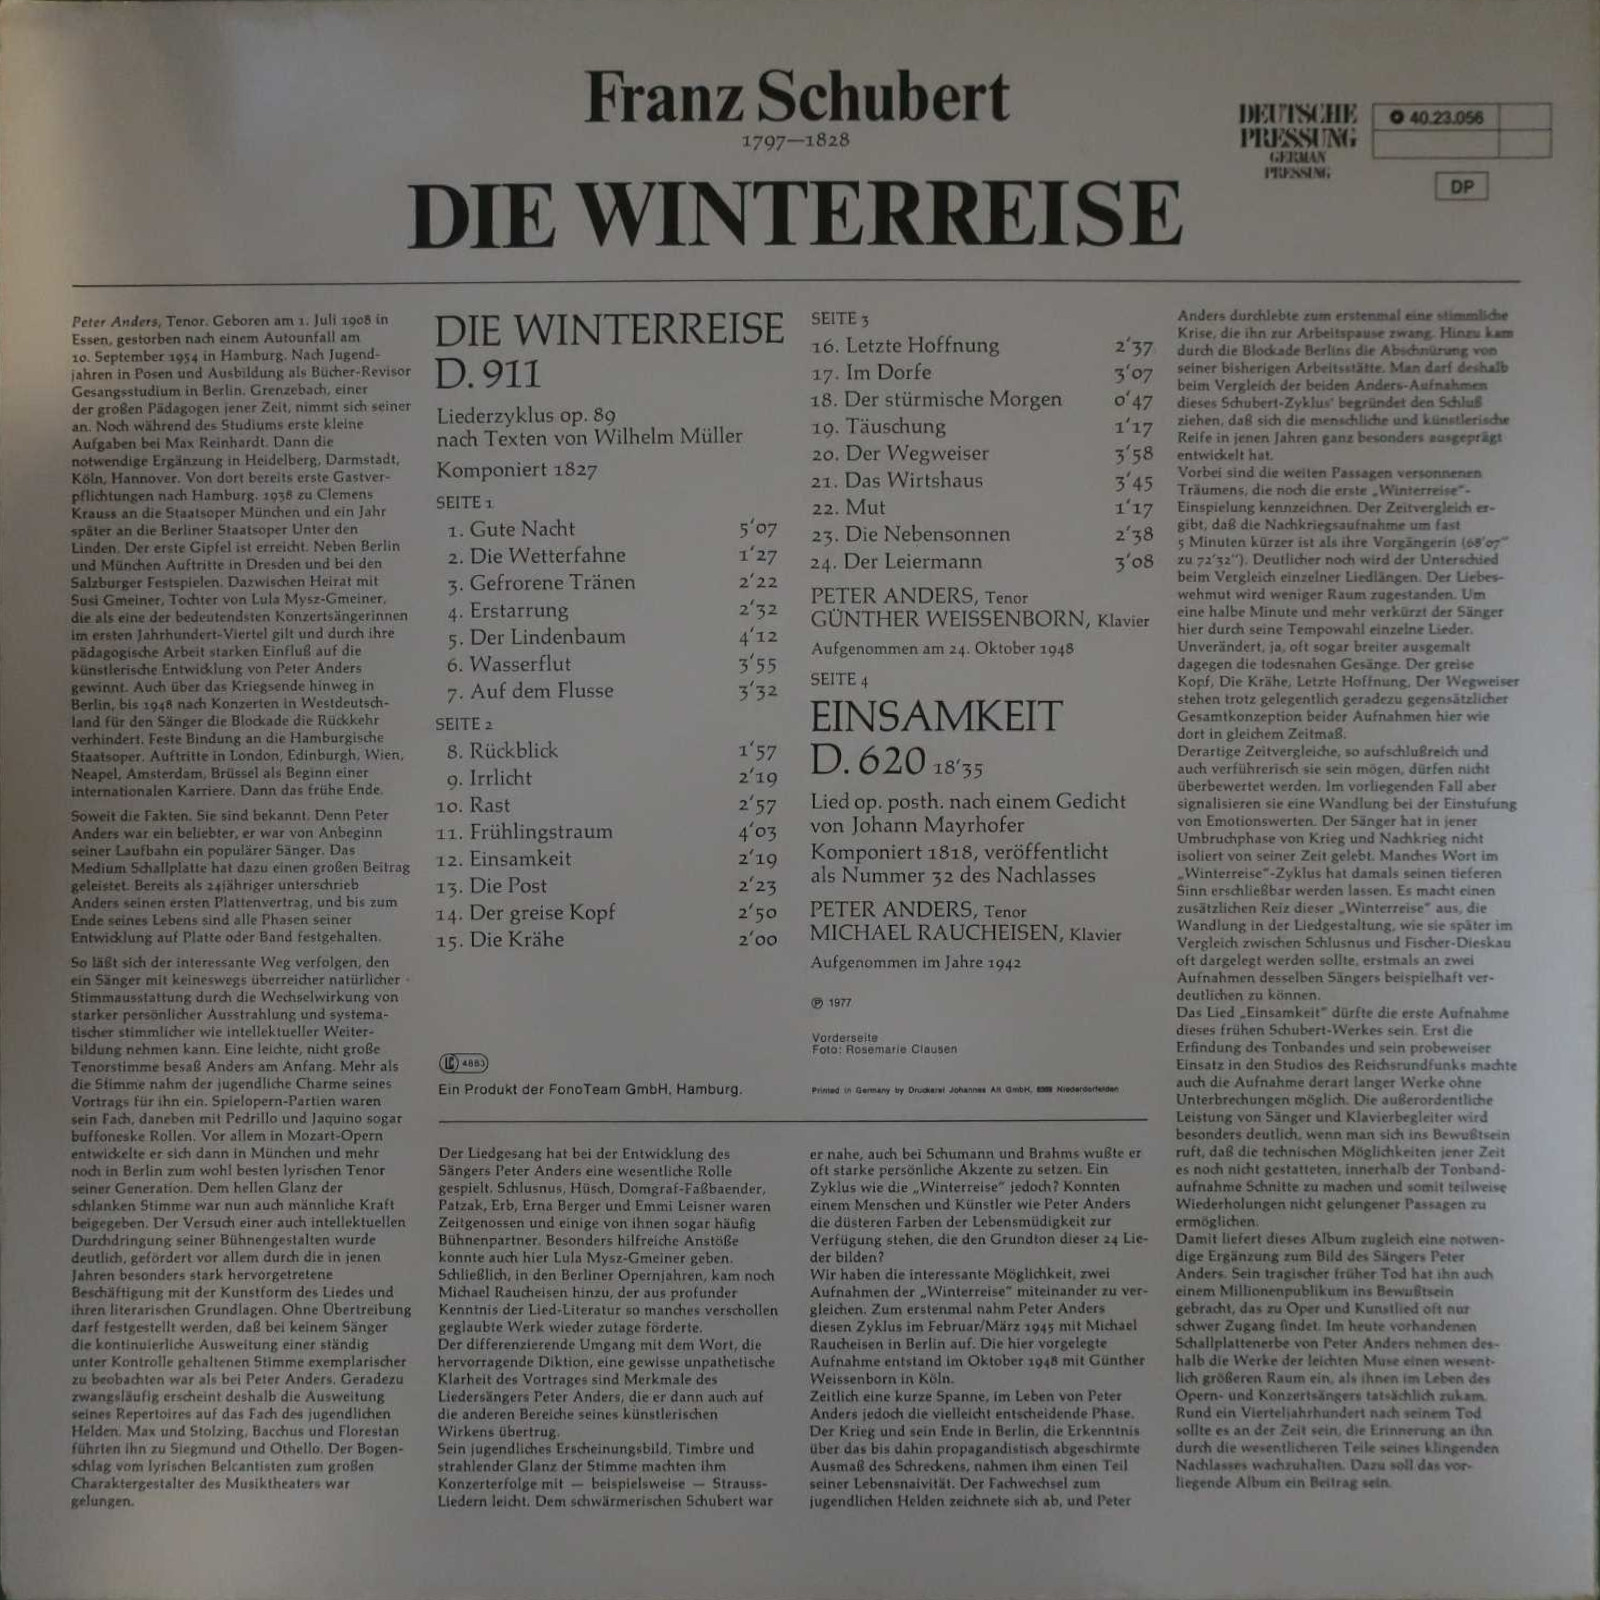 Franz Schubert
1797—1828
DIE WINTERREISE
DEUTSCHE
PRESSUNG
GERMAN
PRESSING
40.23.056
DP
Peter Anders, Tenor. Geboren am 1. Juli 1908 in
Essen, gestorben nach einem Autounfall am
10. September 1954 in Hamburg. Nach Jugend-
jahren in Posen und Ausbildung als Bücher-Revisor
Gesangsstudium in Berlin. Grenzebach, einer
der großen Pädagogen jener Zeit, nimmt sich seiner
an. Noch während des Studiums erste kleine
Aufgaben bei Max Reinhardt. Dann die
notwendige Ergänzung in Heidelberg, Darmstadt,
Köln, Hannover. Von dort bereits erste Gastver-
pflichtungen nach Hamburg. 1938 zu Clemens
Krauss an die Staatsoper München und ein Jahr
später an die Berliner Staatsoper Unter den
Linden. Der erste Gipfel ist erreicht. Neben Berlin
und München Auftritte in Dresden und bei den
Salzburger Festspielen. Dazwischen Heirat mit
Susi Gmeiner, Tochter von Lula Mysz-Gmeiner,
die als eine der bedeutendsten Konzertsängerinnen
im ersten Jahrhundert-Viertel gilt und durch ihre
pädagogische Arbeit starken Einfluß auf die
künstlerische Entwicklung von Peter Anders
gewinnt. Auch über das Kriegsende hinweg in
Berlin, bis 1948 nach Konzerten in Westdeutsch-
land für den Sänger die Blockade die Rückkehr
verhindert. Feste Bindung an die Hamburgische
Staatsoper. Auftritte in London, Edinburgh, Wien,
Neapel, Amsterdam, Brüssel als Beginn einer
internationalen Karriere. Dann das frühe Ende.
Soweit die Fakten. Sie sind bekannt. Denn Peter
Anders war ein beliebter, er war von Anbeginn
seiner Laufbahn ein populärer Sänger. Das
Medium Schallplatte hat dazu einen großen Beitrag
geleistet. Bereits als 24jähriger unterschrieb
Anders seinen ersten Plattenvertrag, und bis zum
Ende seines Lebens sind alle Phasen seiner
Entwicklung auf Platte oder Band festgehalten.
So läßt sich der interessante Weg verfolgen, den
ein Sänger mit keineswegs überreicher natürlicher
Stimmausstattung durch die Wechselwirkung von
starker persönlicher Ausstrahlung und systema-
tischer stimmlicher wie intellektueller Weiter-
bildung nehmen kann. Eine leichte, nicht große
Tenorstimme besaß Anders am Anfang. Mehr als
die Stimme nahm der jugendliche Charme seines
Vortrags für ihn ein. Spielopern-Partien waren
sein Fach, daneben mit Pedrillo und Jaquino sogar
buffoneske Rollen. Vor allem in Mozart-Opern
entwickelte er sich dann in München und mehr
noch in Berlin zum wohl besten lyrischen Tenor
seiner Generation. Dem hellen Glanz der
schlanken Stimme war nun auch männliche Kraft
beigegeben. Der Versuch einer auch intellektuellen
Durchdringung seiner Bühnengestalten wurde
deutlich, gefördert vor allem durch die in jenen
Jahren besonders stark hervorgetretene
Beschäftigung mit der Kunstform des Liedes und
ihren literarischen Grundlagen. Ohne Übertreibung
darf festgestellt werden, daß bei keinem Sänger
die kontinuierliche Ausweitung einer ständig
unter Kontrolle gehaltenen Stimme exemplarischer
zu beobachten war als bei Peter Anders. Geradezu
zwangsläufig erscheint deshalb die Ausweitung
seines Repertoires auf das Fach des jugendlichen
Helden. Max und Stolzing, Bacchus und Florestan
führten ihn zu Siegmund und Othello. Der Bogen-
schlag vom lyrischen Belcantisten zum großen
Charaktergestalter des Musiktheaters war
gelungen.
DIE WINTERREISE
D. 911
Liederzyklus op. 89
nach Texten von Wilhelm Müller
Komponiert 1827
SEITE 1
1. Gute Nacht 5'07
2. Die Wetterfahne 1'27
3. Gefrorene Tränen 2'22
4. Erstarrung 2'32
5. Der Lindenbaum 4'12
6. Wasserflut 3'55
7. Auf dem Flusse 3'32
SEITE 2
8. Rückblick 1'57
9. Irrlicht 2'19
10. Rast 2'57
11. Frühlingstraum 4'03
12. Einsamkeit 2'19
13. Die Post 2'23
14. Der greise Kopf 2'50
15. Die Krähe 2'00
LC 4883
Ein Produkt der FonoTeam GmbH, Hamburg.
SEITE 3
16. Letzte Hoffnung 2'37
17. Im Dorfe 3'07
18. Der stürmische Morgen 0'47
19. Täuschung 1'17
20. Der Wegweiser 3'58
21. Das Wirtshaus 3'45
22. Mut 1'17
23. Die Nebensonnen 2'38
24. Der Leiermann 3'08
PETER ANDERS, Tenor
GÜNTHER WEISSENBORN, Klavier
Aufgenommen am 24. Oktober 1948
SEITE 4
EINSAMKEIT
D. 620 18'35
Lied op. posth. nach einem Gedicht
von Johann Mayrhofer
Komponiert 1818, veröffentlicht
als Nummer 32 des Nachlasses
PETER ANDERS, Tenor
MICHAEL RAUCHEISEN, Klavier
Aufgenommen im Jahre 1942
℗ 1977
Vorderseite
Foto: Rosemarie Clausen
Printed in Germany by Druckerei Johannes Alt GmbH, Niederdorfelden
Der Liedgesang hat bei der Entwicklung des
Sängers Peter Anders eine wesentliche Rolle
gespielt. Schlusnus, Hüsch, Domgraf-Faßbaender,
Patzak, Erb, Erna Berger und Emmi Leisner waren
Zeitgenossen und einige von ihnen sogar häufig
Bühnenpartner. Besonders hilfreiche Anstöße
konnte auch hier Lula Mysz-Gmeiner geben.
Schließlich, in den Berliner Opernjahren, kam noch
Michael Raucheisen hinzu, der aus profunder
Kenntnis der Lied-Literatur so manches verschollen
geglaubte Werk wieder zutage förderte.
Der differenzierende Umgang mit dem Wort, die
hervorragende Diktion, eine gewisse unpathetische
Klarheit des Vortrages sind Merkmale des
Liedersängers Peter Anders, die er dann auch auf
die anderen Bereiche seines künstlerischen
Wirkens übertrug.
Sein jugendliches Erscheinungsbild, Timbre und
strahlender Glanz der Stimme machten ihm
Konzerterfolge mit — beispielsweise — Strauss-
Liedern leicht. Dem schwärmerischen Schubert war
er nahe, auch bei Schumann und Brahms wußte er
oft starke persönliche Akzente zu setzen. Ein
Zyklus wie die „Winterreise" jedoch? Konnten
einem Menschen und Künstler wie Peter Anders
die düsteren Farben der Lebensmüdigkeit zur
Verfügung stehen, die den Grundton dieser 24 Lie-
der bilden?
Wir haben die interessante Möglichkeit, zwei
Aufnahmen der „Winterreise" miteinander zu ver-
gleichen. Zum erstenmal nahm Peter Anders
diesen Zyklus im Februar/März 1945 mit Michael
Raucheisen in Berlin auf. Die hier vorgelegte
Aufnahme entstand im Oktober 1948 mit Günther
Weissenborn in Köln.
Zeitlich eine kurze Spanne, im Leben von Peter
Anders jedoch die vielleicht entscheidende Phase.
Der Krieg und sein Ende in Berlin, die Erkenntnis
über das bis dahin propagandistisch abgeschirmte
Ausmaß des Schreckens, nahmen ihm einen Teil
seiner Lebensnaivität. Der Fachwechsel zum
jugendlichen Helden zeichnete sich ab, und Peter
Anders durchlebte zum erstenmal eine stimmliche
Krise, die ihn zur Arbeitspause zwang. Hinzu kam
durch die Blockade Berlins die Abschnürung von
seiner bisherigen Arbeitsstätte. Man darf deshalb
beim Vergleich der beiden Anders-Aufnahmen
dieses Schubert-Zyklus' begründet den Schluß
ziehen, daß sich die menschliche und künstlerische
Reife in jenen Jahren ganz besonders ausgeprägt
entwickelt hat.
Vorbei sind die weiten Passagen versonnenen
Träumens, die noch die erste „Winterreise"-
Einspielung kennzeichnen. Der Zeitvergleich er-
gibt, daß die Nachkriegsaufnahme um fast
5 Minuten kürzer ist als ihre Vorgängerin (68'07"
zu 72'32"). Deutlicher noch wird der Unterschied
beim Vergleich einzelner Liedlängen. Der Liebes-
wehmut wird weniger Raum zugestanden. Um
eine halbe Minute und mehr verkürzt der Sänger
hier durch seine Tempowahl einzelne Lieder.
Unverändert, ja, oft sogar breiter ausgemalt
dagegen die todesnahen Gesänge. Der greise
Kopf, Die Krähe, Letzte Hoffnung, Der Wegweiser
stehen trotz gelegentlich geradezu gegensätzlicher
Gesamtkonzeption beider Aufnahmen hier wie
dort in gleichem Zeitmaß.
Derartige Zeitvergleiche, so aufschlußreich und
auch verführerisch sie sein mögen, dürfen nicht
überbewertet werden. Im vorliegenden Fall aber
signalisieren sie eine Wandlung bei der Einstufung
von Emotionswerten. Der Sänger hat in jener
Umbruchphase von Krieg und Nachkrieg nicht
isoliert von seiner Zeit gelebt. Manches Wort im
„Winterreise"-Zyklus hat damals seinen tieferen
Sinn erschließbar werden lassen. Es macht einen
zusätzlichen Reiz dieser „Winterreise" aus, die
Wandlung in der Liedgestaltung, wie sie später im
Vergleich zwischen Schlusnus und Fischer-Dieskau
oft dargelegt werden sollte, erstmals an zwei
Aufnahmen desselben Sängers beispielhaft ver-
deutlichen zu können.
Das Lied „Einsamkeit" dürfte die erste Aufnahme
dieses frühen Schubert-Werkes sein. Erst die
Erfindung des Tonbandes und sein probeweiser
Einsatz in den Studios des Reichsrundfunks machte
auch die Aufnahme derart langer Werke ohne
Unterbrechungen möglich. Die außerordentliche
Leistung von Sänger und Klavierbegleiter wird
besonders deutlich, wenn man sich ins Bewußtsein
ruft, daß die technischen Möglichkeiten jener Zeit
es noch nicht gestatteten, innerhalb der Tonband-
aufnahme Schnitte zu machen und somit teilweise
Wiederholungen nicht gelungener Passagen zu
ermöglichen.
Damit liefert dieses Album zugleich eine notwen-
dige Ergänzung zum Bild des Sängers Peter
Anders. Sein tragischer früher Tod hat ihn auch
einem Millionenpublikum ins Bewußtsein
gebracht, das zu Oper und Kunstlied oft nur
schwer Zugang findet. Im heute vorhandenen
Schallplattenerbe von Peter Anders nehmen des-
halb die Werke der leichten Muse einen wesent-
lich größeren Raum ein, als ihnen im Leben des
Opern- und Konzertsängers tatsächlich zukam.
Rund ein Vierteljahrhundert nach seinem Tod
sollte es an der Zeit sein, die Erinnerung an ihn
durch die wesentlicheren Teile seines klingenden
Nachlasses wachzuhalten. Dazu soll das vor-
liegende Album ein Beitrag sein.